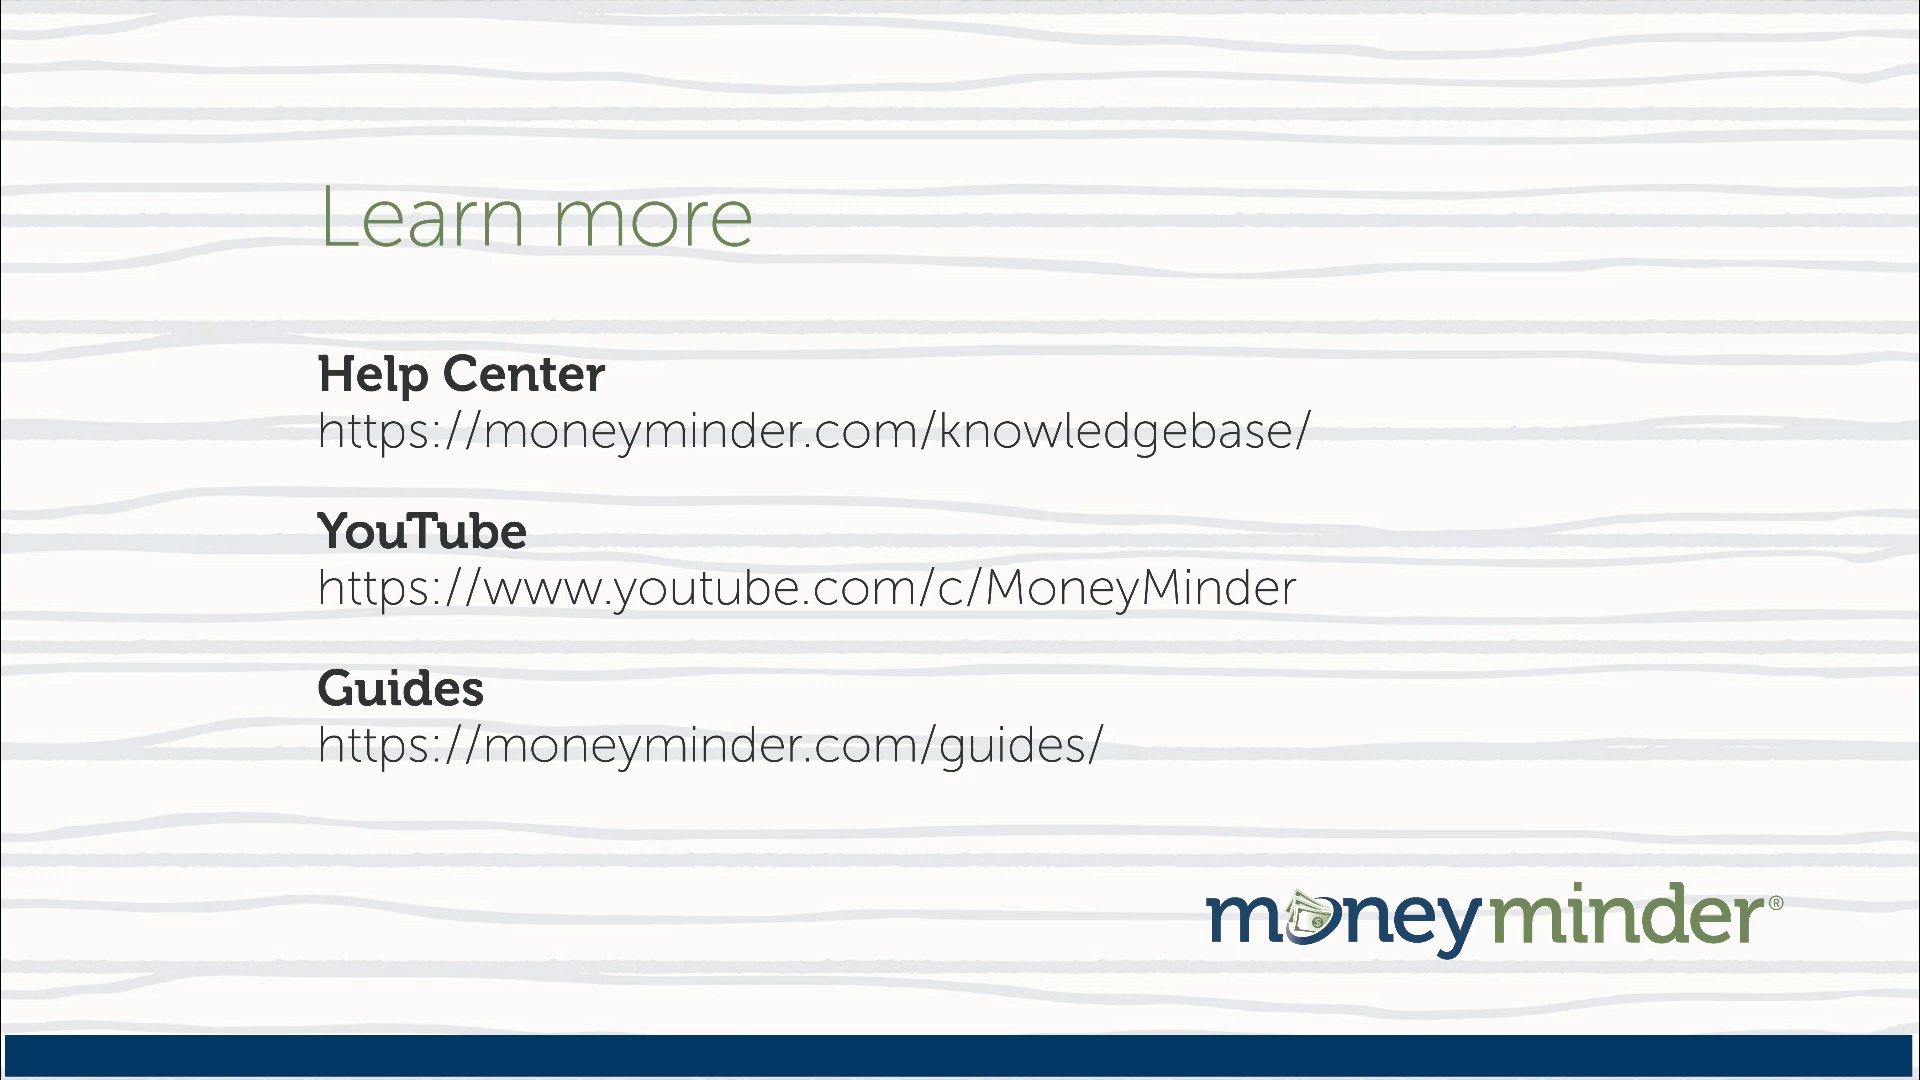 Learn more
Help Center
https://moneyminder.com/knowledgebase/
YouTube
https://www.youtube.com/c/MoneyMinder
Guides
https://moneyminder.com/guides/
moneyminder®